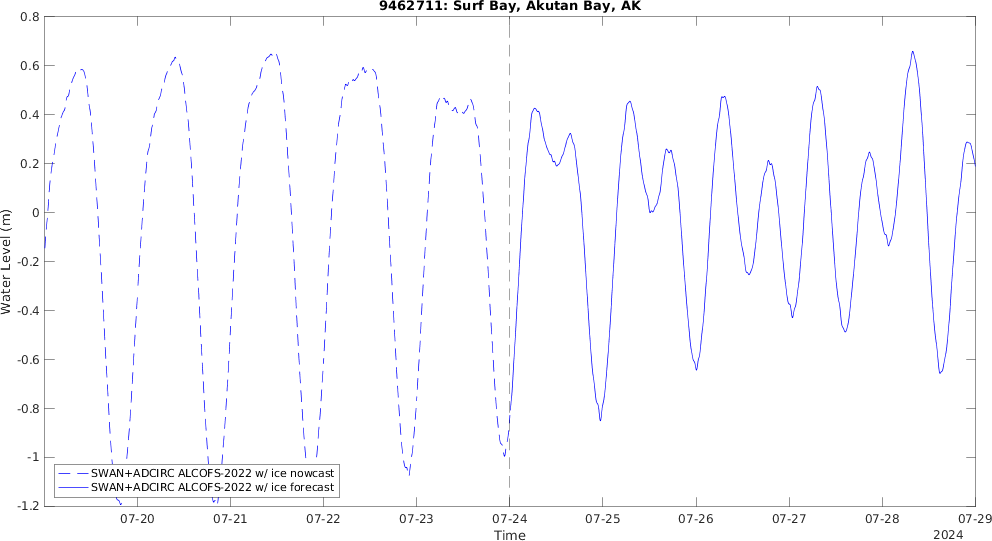 9462711: Surf Bay, Akutan Bay, AK
0.8
0.6
0.4
0.2
0
-0.2
-0.4
-0.6
-0.8
-1
-1.2
Water Level (m)
SWAN+ADCIRC ALCOFS-2022 w/ ice nowcast
SWAN+ADCIRC ALCOFS-2022 w/ ice forecast
07-20 07-21 07-22 07-23 07-24 07-25 07-26 07-27 07-28 07-29
Time
2024